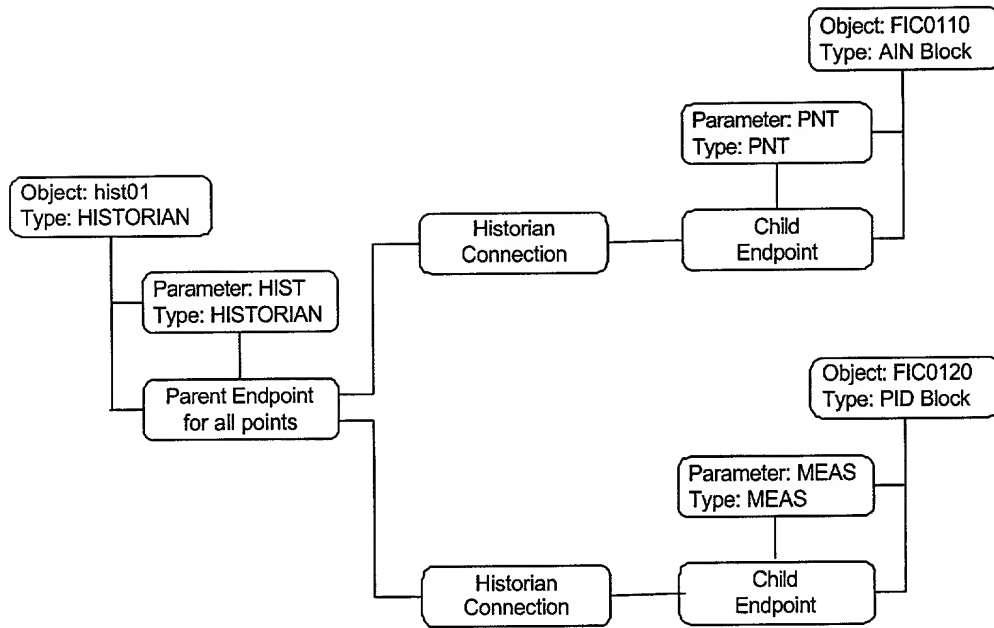 Object: FIC0110
Type: AIN Block
Parameter: PNT
Type: PNT
Object: hist01
Type: HISTORIAN
Historian
Connection
Child
Endpoint
Parameter: HIST
Type: HISTORIAN
Parent Endpoint
for all points
Object: FIC0120
Type: PID Block
Parameter: MEAS
Type: MEAS
Historian
Connection
Child
Endpoint